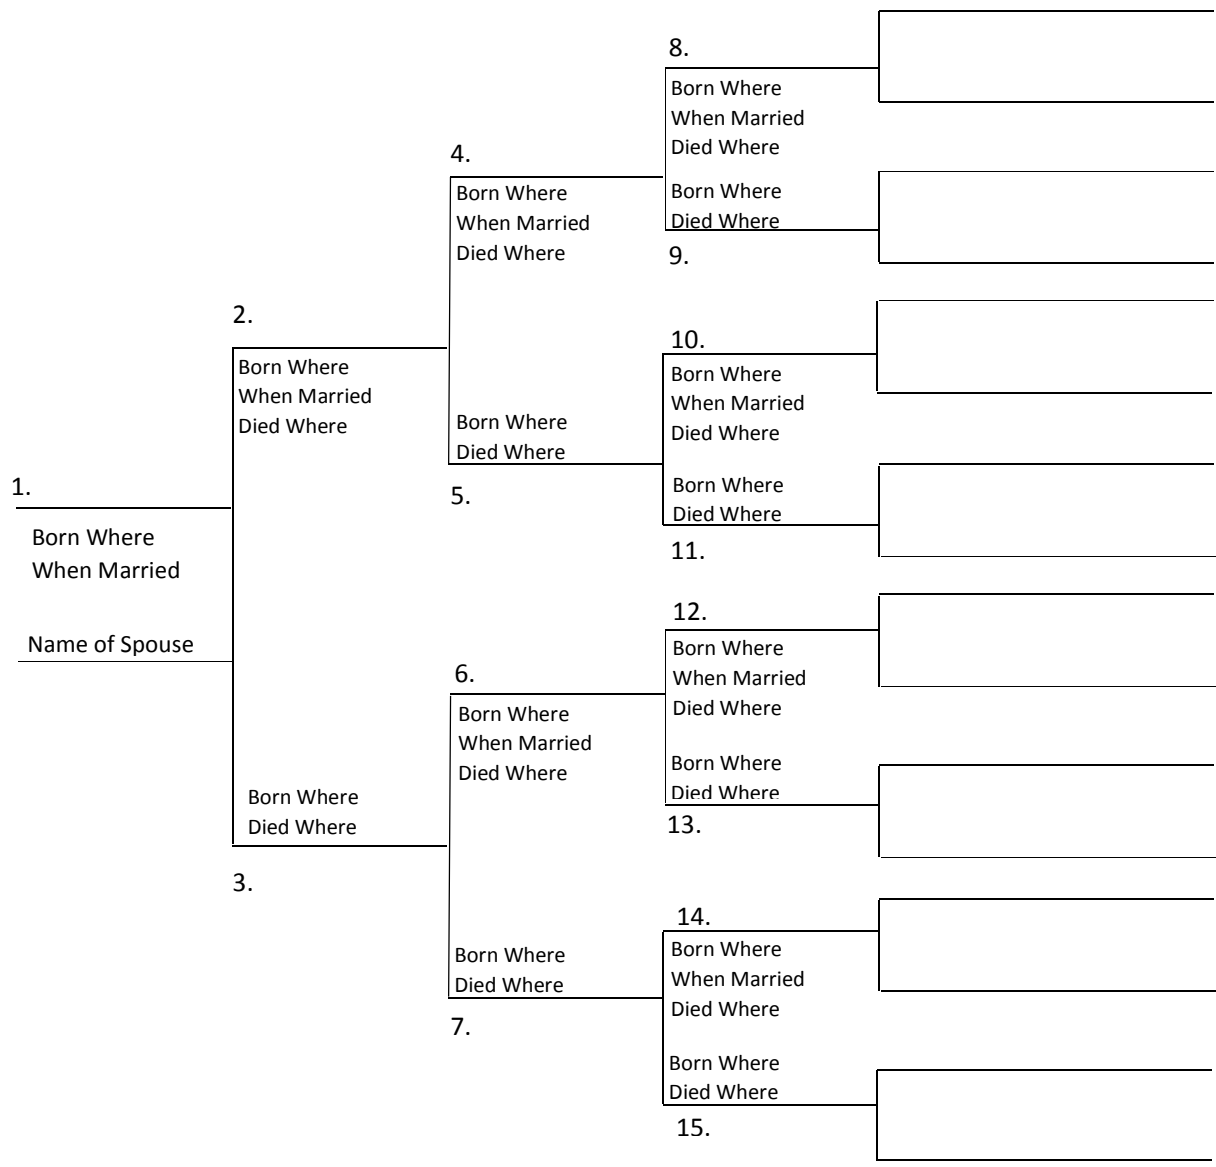 8.
Born Where
When Married
Died Where
4.
Born Where
Born Where
When Married
Died Where
Died Where
9.
2.
10.
Born Where
When Married
Died Where
Born Where
When Married
Died Where
Born Where
Died Where
1.
5.
Born Where
Died Where
Born Where
When Married
11.
12.
Name of Spouse
6.
Born Where
When Married
Died Where
Born Where
When Married
Died Where
Born Where
Died Where
Born Where
Died Where
13.
3.
14.
Born Where
Died Where
Born Where
When Married
Died Where
7.
Born Where
Died Where
15.